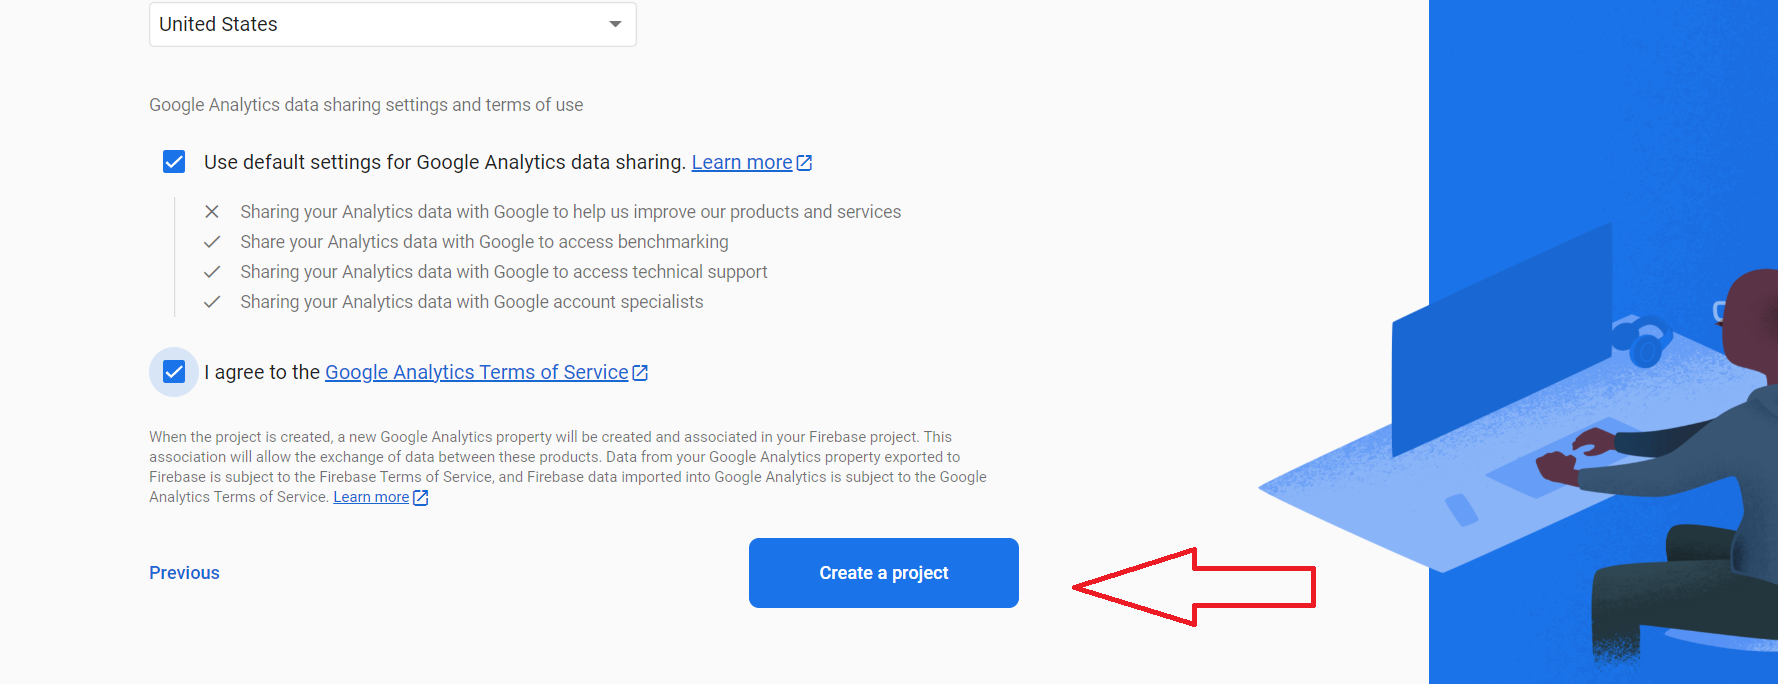 United States
Google Analytics data sharing settings and terms of use
Use default settings for Google Analytics data sharing. Learn more
Sharing your Analytics data with Google to help us improve our products and services
Share your Analytics data with Google to access benchmarking
Sharing your Analytics data with Google to access technical support
Sharing your Analytics data with Google account specialists
I agree to the Google Analytics Terms of Service
When the project is created, a new Google Analytics property will be created and associated in your Firebase project. This
association will allow the exchange of data between these products. Data from your Google Analytics property exported to
Firebase is subject to the Firebase Terms of Service, and Firebase data imported into Google Analytics is subject to the Google
Analytics Terms of Service. Learn more
Previous
Create a project